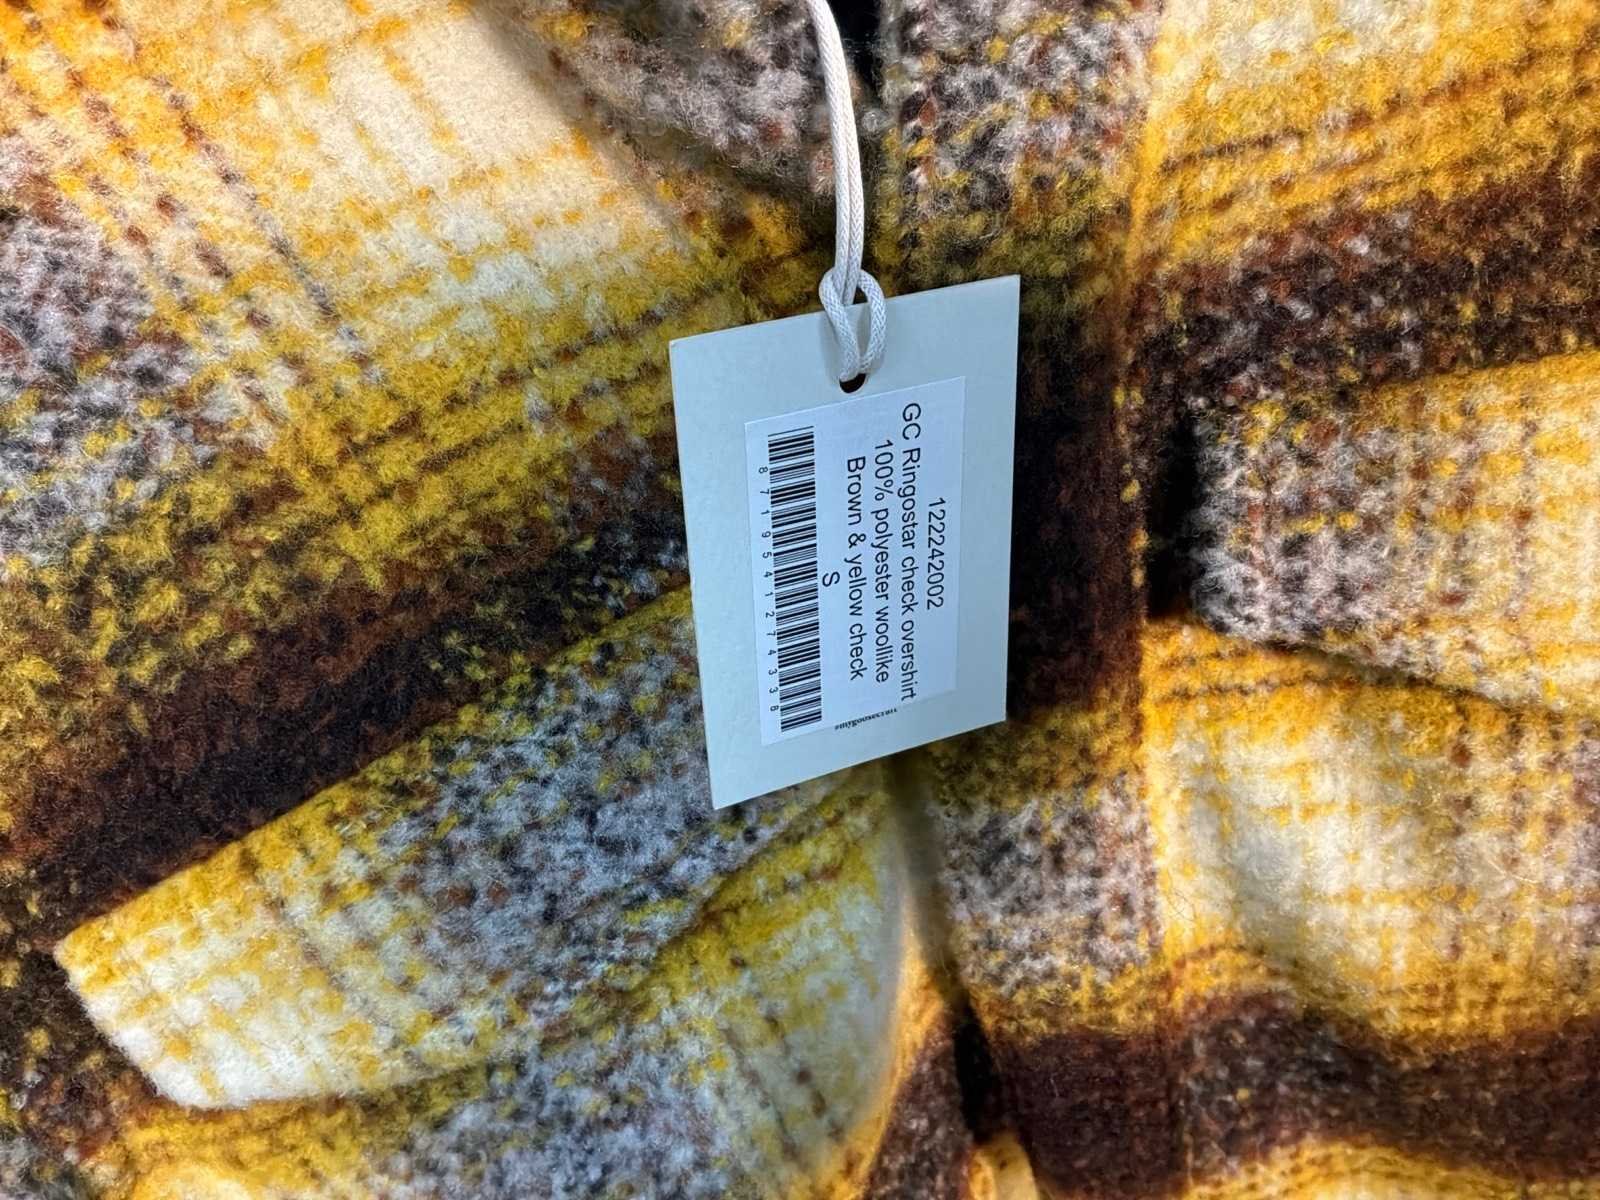 122242002
GC Ringostar check overshirt
100% polyester woollike
Brown & yellow check
S
8719541274338